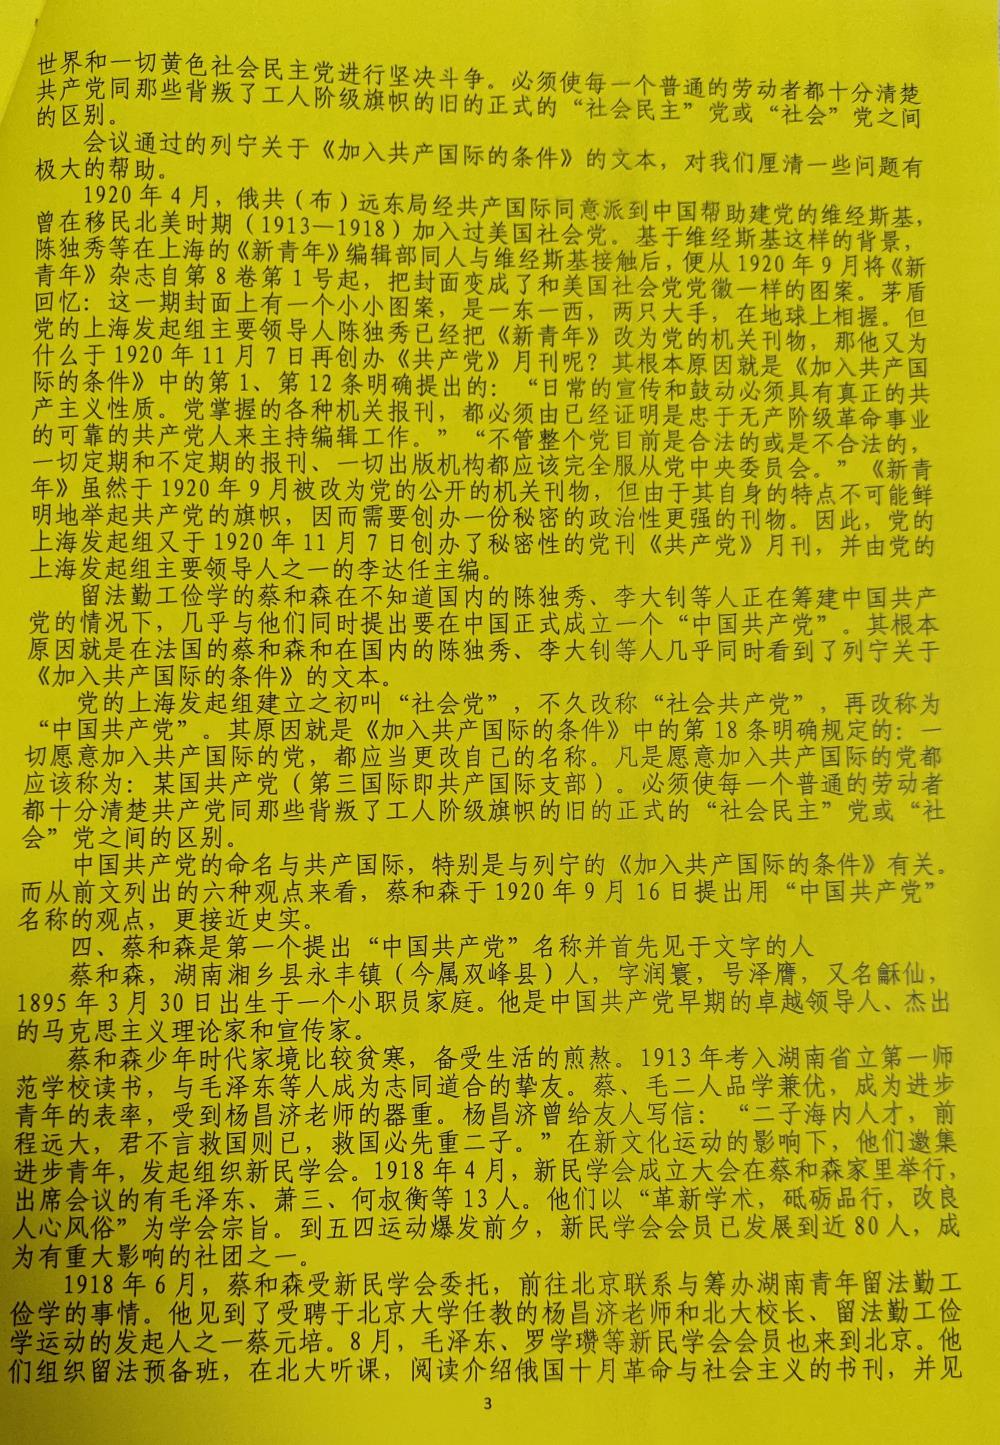 世界和一切黄色社会民主党进行坚决斗争。必须使每一个普通的劳动者都十分清楚
共产党同那些背叛了工人阶级旗帜的旧的正式的“社会民主”党或“社会”党之间
的区别。
会议通过的列宁关于《加入共产国际的条件》的文本，对我们厘清一些问题有
极大的帮助。
1920 年 4 月，俄共（布）远东局经共产国际同意派到中国帮助建党的维经斯基，
曾在移民北美时期（1913—1918）加入过美国社会党。基于维经斯基这样的背景，
陈独秀等在上海的《新青年》编辑部同人与维经斯基接触后，便从 1920 年 9 月将《新
青年》杂志自第 8 卷第 1 号起，把封面变成了和美国社会党党徽一样的图案。茅盾
回忆：这一期封面上有一个小小图案，是一东一西，两只大手，在地球上相握。但
党的上海发起组主要领导人陈独秀已经把《新青年》改为党的机关刊物，那他又为
什么于 1920 年 11 月 7 日再创办《共产党》月刊呢？其根本原因就是《加入共产国
际的条件》中的第 1、第 12 条明确提出的：“日常的宣传和鼓动必须具有真正的共
产主义性质。党掌握的各种机关报刊，都必须由已经证明是忠于无产阶级革命事业
的可靠的共产党人来主持编辑工作。”“不管整个党目前是合法的或是不合法的，
一切定期和不定期的报刊、一切出版机构都应该完全服从党中央委员会。”《新青
年》虽然于 1920 年 9 月被改为党的公开的机关刊物，但由于其自身的特点不可能鲜
明地举起共产党的旗帜，因而需要创办一份秘密的政治性更强的刊物。因此，党的
上海发起组又于 1920 年 11 月 7 日创办了秘密性的党刊《共产党》月刊，并由党的
上海发起组主要领导人之一的李达任主编。
留法勤工俭学的蔡和森在不知道国内的陈独秀、李大钊等人正在筹建中国共产
党的情况下，几乎与他们同时提出要在中国正式成立一个“中国共产党”。其根本
原因就是在法国的蔡和森和在国内的陈独秀、李大钊等人几乎同时看到了列宁关于
《加入共产国际的条件》的文本。
党的上海发起组建立之初叫“社会党”，不久改称“社会共产党”，再改称为
“中国共产党”。其原因就是《加入共产国际的条件》中的第 18 条明确规定的：一
切愿意加入共产国际的党，都应当更改自己的名称。凡是愿意加入共产国际的党都
应该称为：某国共产党（第三国际即共产国际支部）。必须使每一个普通的劳动者
都十分清楚共产党同那些背叛了工人阶级旗帜的旧的正式的“社会民主”党或“社
会”党之间的区别。
中国共产党的命名与共产国际，特别是与列宁的《加入共产国际的条件》有关。
而从前文列出的六种观点来看，蔡和森于 1920 年 9 月 16 日提出用“中国共产党”
名称的观点，更接近史实。
四、蔡和森是第一个提出“中国共产党”名称并首先见于文字的人
蔡和森，湖南湘乡县永丰镇（今属双峰县）人，字润寰，号泽膺，又名龢仙，
1895 年 3 月 30 日出生于一个小职员家庭。他是中国共产党早期的卓越领导人、杰出
的马克思主义理论家和宣传家。
蔡和森少年时代家境比较贫寒，备受生活的煎熬。1913 年考入湖南省立第一师
范学校读书，与毛泽东等人成为志同道合的挚友。蔡、毛二人品学兼优，成为进步
青年的表率，受到杨昌济老师的器重。杨昌济曾给友人写信：“二子海内人才，前
程远大，君不言救国则已，救国必先重二子。”在新文化运动的影响下，他们邀集
进步青年，发起组织新民学会。1918 年 4 月，新民学会成立大会在蔡和森家里举行，
出席会议的有毛泽东、萧三、何叔衡等 13 人。他们以“革新学术，砥砺品行，改良
人心风俗”为学会宗旨。到五四运动爆发前夕，新民学会会员已发展到近 80 人，成
为有重大影响的社团之一。
1918 年 6 月，蔡和森受新民学会委托，前往北京联系与筹办湖南青年留法勤工
俭学的事情。他见到了受聘于北京大学任教的杨昌济老师和北大校长、留法勤工俭
学运动的发起人之一蔡元培。8 月，毛泽东、罗学瓒等新民学会会员也来到北京。他
们组织留法预备班，在北大听课，阅读介绍俄国十月革命与社会主义的书刊，并见
3